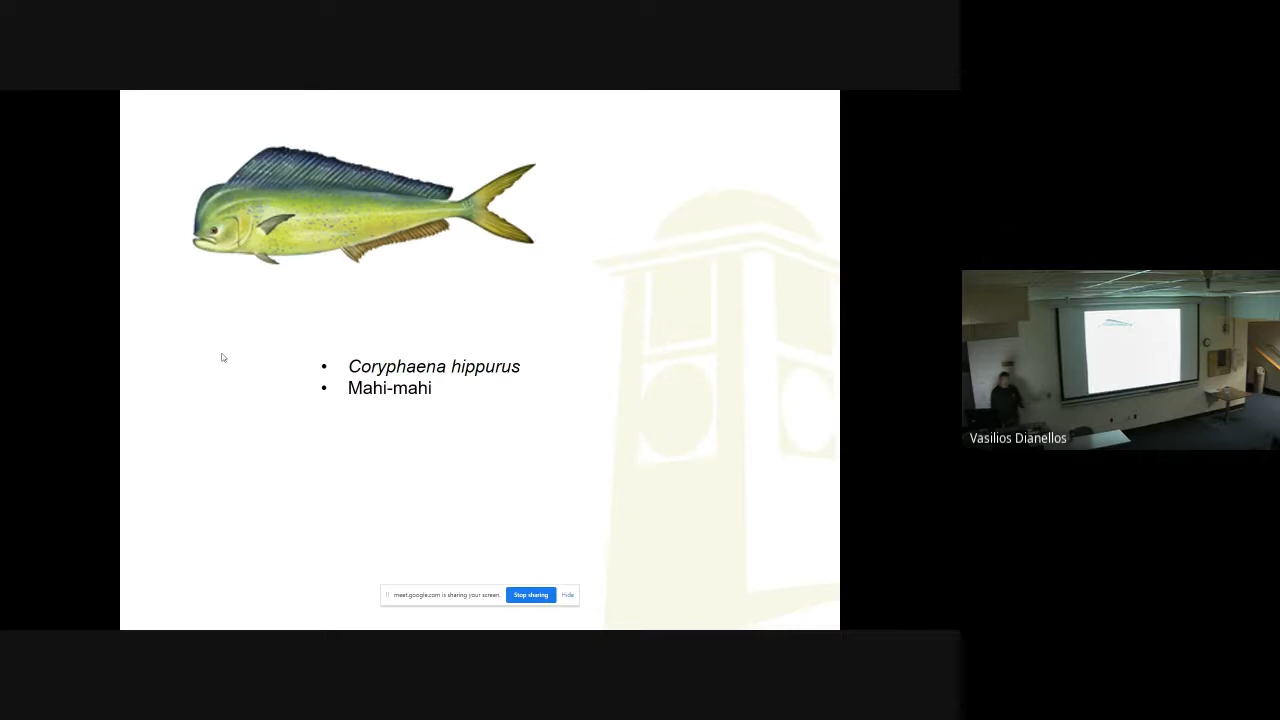 • Coryphaena hippurus
• Mahi-mahi
meet.google.com is sharing your screen.
Stop sharing
Hide
Vasilios Dianellos